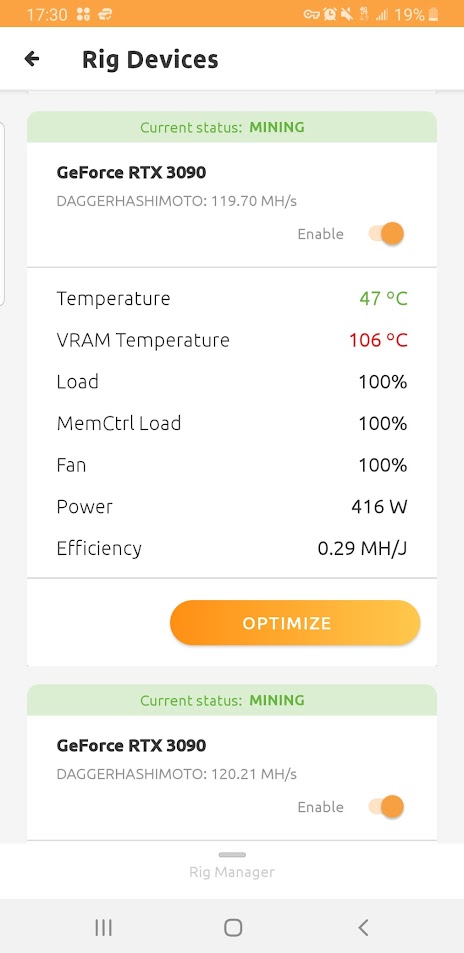 17:30 19%
Rig Devices
Current status: MINING
GeForce RTX 3090
DAGGERHASHIMOTO: 119.70 MH/s
Enable
Temperature 47 ºC
VRAM Temperature 106 ºC
Load 100%
MemCtrl Load 100%
Fan 100%
Power 416 W
Efficiency 0.29 MH/J
OPTIMIZE
Current status: MINING
GeForce RTX 3090
DAGGERHASHIMOTO: 120.21 MH/s
Enable
Rig Manager